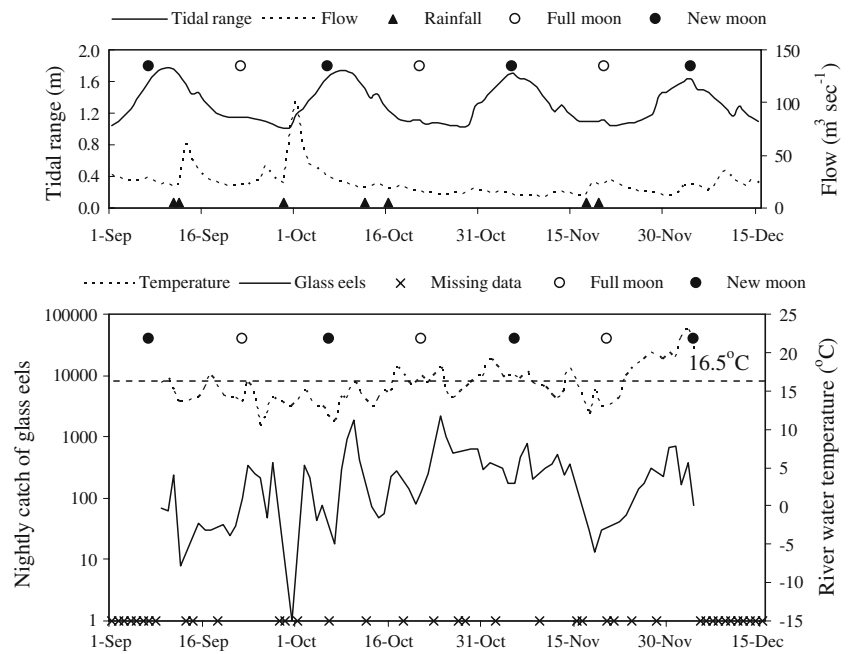 Tidal range Flow Rainfall Full moon New moon
2.0 150
1.6
1.2 100
0.8 50
0.4
0.0 0
Tidal range (m)
Flow (m³ sec⁻¹)
1-Sep 16-Sep 1-Oct 16-Oct 31-Oct 15-Nov 30-Nov 15-Dec
Temperature Glass eels Missing data Full moon New moon
100000 25
20
16.5°C
10000 15
1000 10
5
100 0
10 -5
-10
1 -15
Nightly catch of glass eels
River water temperature (°C)
1-Sep 16-Sep 1-Oct 16-Oct 31-Oct 15-Nov 30-Nov 15-Dec